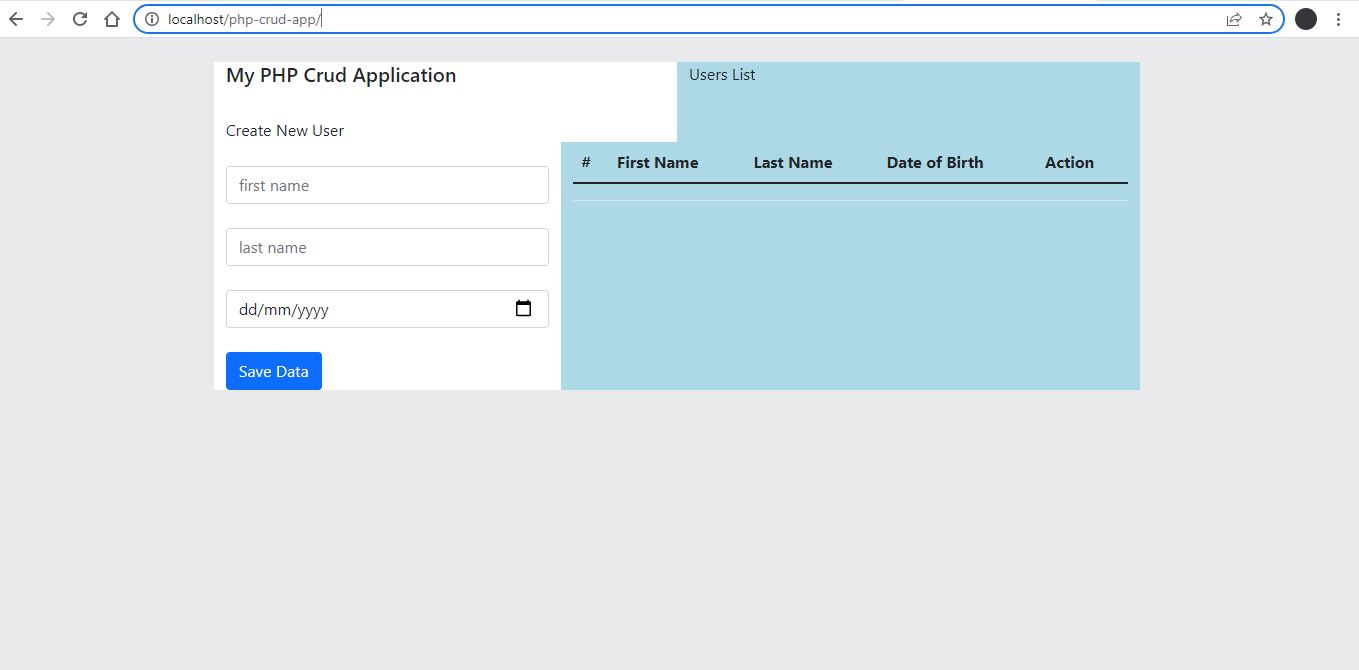 localhost/php-crud-app/
My PHP Crud Application
Users List
Create New User
# First Name Last Name Date of Birth Action
first name
last name
dd/mm/yyyy
Save Data